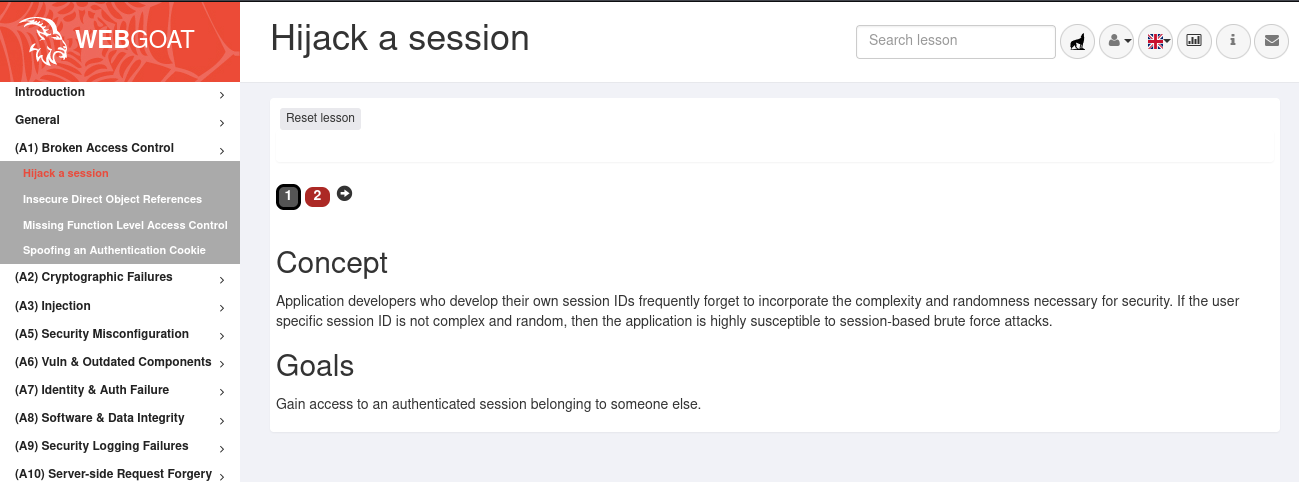 WEBGOAT
Hijack a session
Search lesson
Introduction
General
(A1) Broken Access Control
Hijack a session
Insecure Direct Object References
Missing Function Level Access Control
Spoofing an Authentication Cookie
(A2) Cryptographic Failures
(A3) Injection
(A5) Security Misconfiguration
(A6) Vuln & Outdated Components
(A7) Identity & Auth Failure
(A8) Software & Data Integrity
(A9) Security Logging Failures
(A10) Server-side Request Forgery
Reset lesson
1 2
Concept
Application developers who develop their own session IDs frequently forget to incorporate the complexity and randomness necessary for security. If the user
specific session ID is not complex and random, then the application is highly susceptible to session-based brute force attacks.
Goals
Gain access to an authenticated session belonging to someone else.